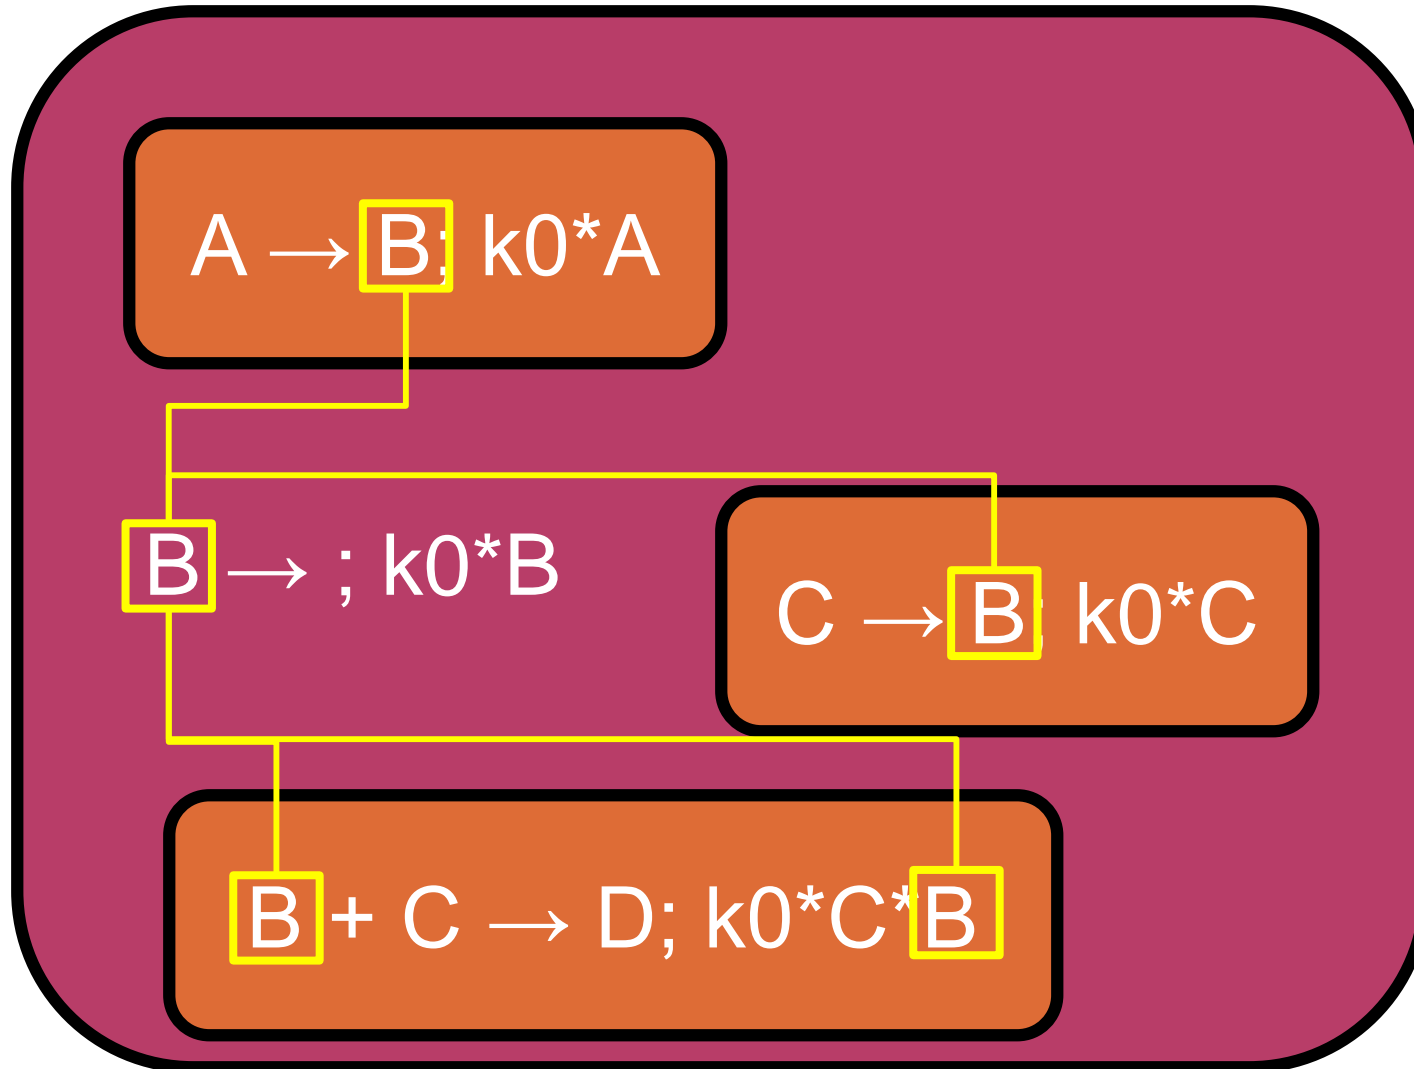 A → B; k0*A
B → ; k0*B
C → B; k0*C
B + C → D; k0*C*B